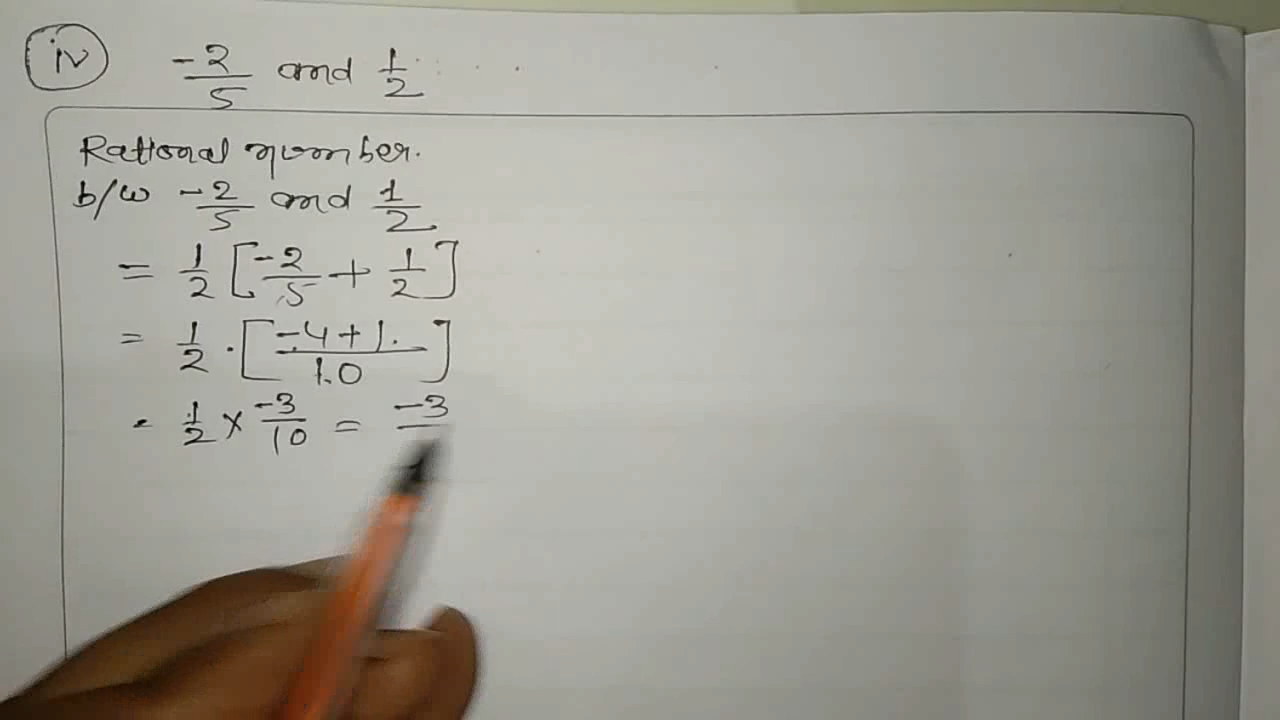 iv -2/5 and 1/2
Rational number.
b/w -2/5 and 1/2
= 1/2 [-2/5 + 1/2]
= 1/2 . [-4+1/10]
= 1/2 × -3/10 = -3/